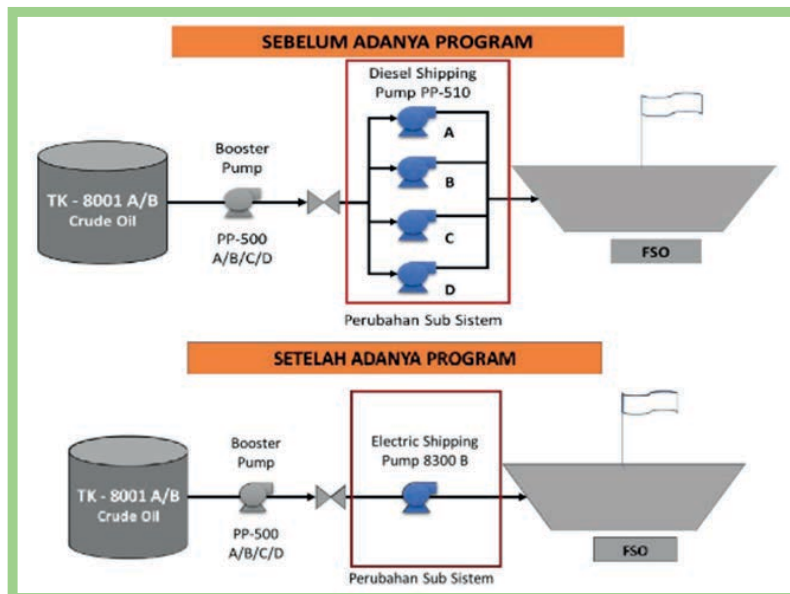 SEBELUM ADANYA PROGRAM
Diesel Shipping
Pump PP-510
A
B
C
D
Booster
Pump
TK - 8001 A/B
Crude Oil
PP-500
A/B/C/D
FSO
Perubahan Sub Sistem
SETELAH ADANYA PROGRAM
Booster
Pump
Electric Shipping
Pump 8300 B
TK - 8001 A/B
Crude Oil
PP-500
A/B/C/D
FSO
Perubahan Sub Sistem